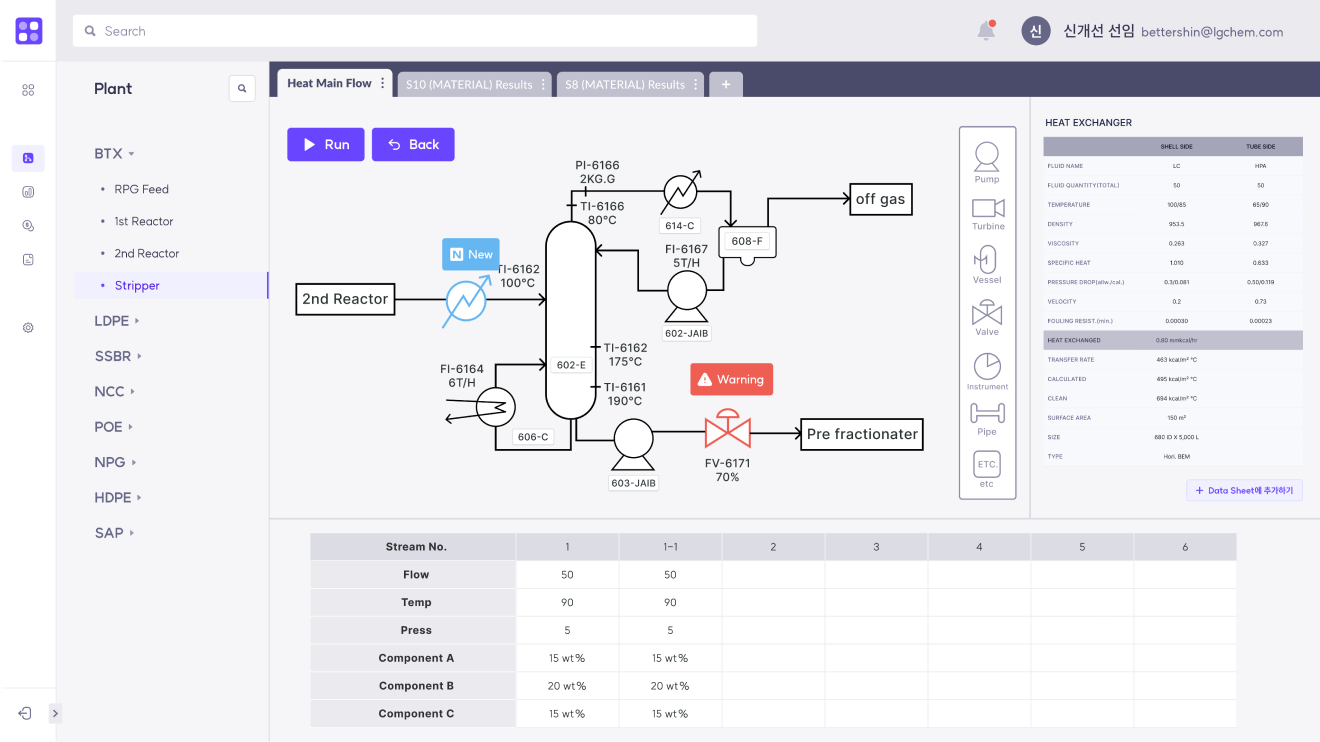 Search
신
신개선 선임 bettershin@lgchem.com
Plant
BTX
RPG Feed
1st Reactor
2nd Reactor
Stripper
LDPE
SSBR
NCC
POE
NPG
HDPE
SAP
Heat Main Flow
S10 (MATERIAL) Results
S8 (MATERIAL) Results
+
Run
Back
PI-6166
2KG.G
TI-6166
80°C
614-C
608-F
off gas
FI-6167
5T/H
602-JAIB
N New
TI-6162
100°C
2nd Reactor
602-E
TI-6162
175°C
TI-6161
190°C
FI-6164
6T/H
606-C
603-JAIB
Warning
FV-6171
70%
Pre fractionater
Pump
Turbine
Vessel
Valve
Instrument
Pipe
ETC.
etc
HEAT EXCHANGER
SHELL SIDE TUBE SIDE
FLUID NAME LC HPA
FLUID QUANTITY(TOTAL) 50 50
TEMPERATURE 100/85 65/90
DENSITY 953.5 967.6
VISCOSITY 0.263 0.327
SPECIFIC HEAT 1.010 0.633
PRESSURE DROP(allw./cal.) 0.3/0.081 0.50/0.119
VELOCITY 0.2 0.73
FOULING RESIST.(min.) 0.00030 0.00023
HEAT EXCHANGED 0.80 mmkcal/hr
TRANSFER RATE 463 kcal/m² °C
CALCULATED 495 kcal/m² °C
CLEAN 694 kcal/m² °C
SURFACE AREA 150 m²
SIZE 680 ID X 5,000 L
TYPE Hori. BEM
+ Data Sheet에 추가하기
Stream No. 1 1-1 2 3 4 5 6
Flow 50 50
Temp 90 90
Press 5 5
Component A 15 wt% 15 wt%
Component B 20 wt% 20 wt%
Component C 15 wt% 15 wt%